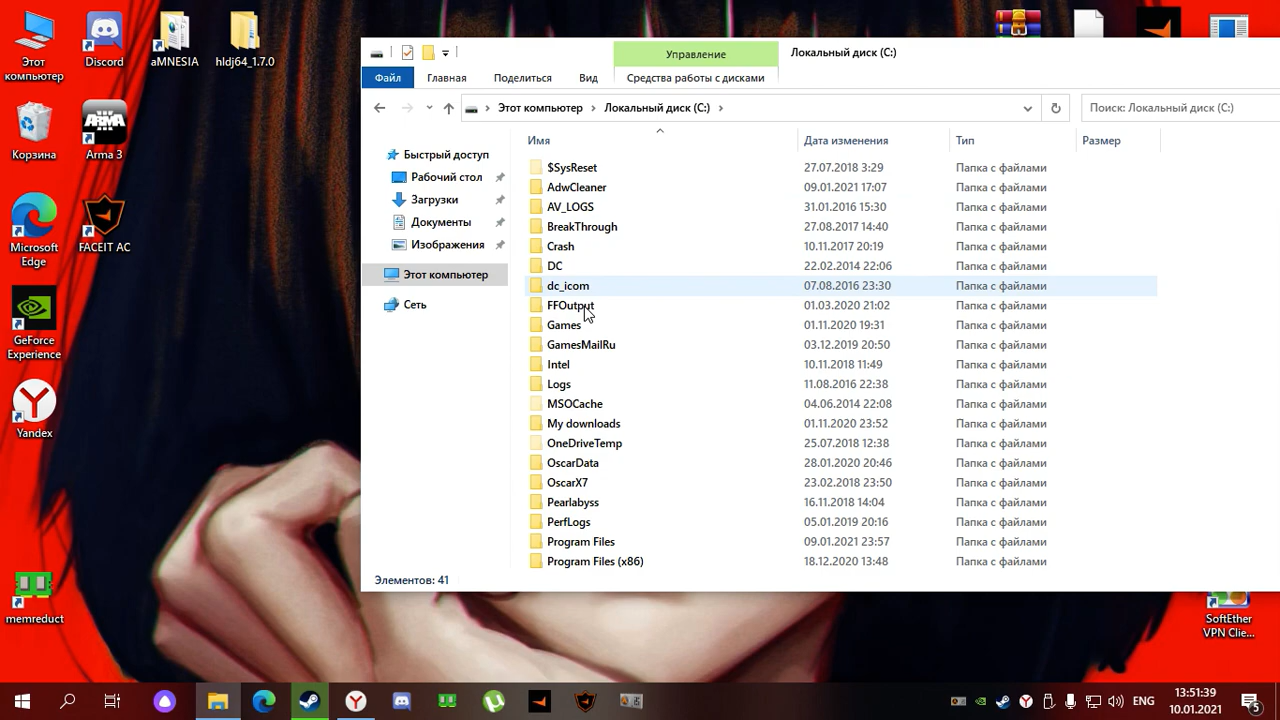 Этот
компьютер
Discord
aMNESIA
hldj64_1.7.0
Корзина
Arma 3
Microsoft
Edge
FACEIT AC
GeForce
Experience
Yandex
memreduct
Управление
Локальный диск (C:)
Файл
Главная
Поделиться
Вид
Средства работы с дисками
Этот компьютер
Локальный диск (C:)
Поиск: Локальный диск (C:)
Быстрый доступ
Рабочий стол
Загрузки
Документы
Изображения
Этот компьютер
Сеть
Имя Дата изменения Тип Размер
$SysReset 27.07.2018 3:29 Папка с файлами
AdwCleaner 09.01.2021 17:07 Папка с файлами
AV_LOGS 31.01.2016 15:30 Папка с файлами
BreakThrough 27.08.2017 14:40 Папка с файлами
Crash 10.11.2017 20:19 Папка с файлами
DC 22.02.2014 22:06 Папка с файлами
dc_icom 07.08.2016 23:30 Папка с файлами
FFOutput 01.03.2020 21:02 Папка с файлами
Games 01.11.2020 19:31 Папка с файлами
GamesMailRu 03.12.2019 20:50 Папка с файлами
Intel 10.11.2018 11:49 Папка с файлами
Logs 11.08.2016 22:38 Папка с файлами
MSOCache 04.06.2014 22:08 Папка с файлами
My downloads 01.11.2020 23:52 Папка с файлами
OneDriveTemp 25.07.2018 12:38 Папка с файлами
OscarData 28.01.2020 20:46 Папка с файлами
OscarX7 23.02.2018 23:50 Папка с файлами
Pearlabyss 16.11.2018 14:04 Папка с файлами
PerfLogs 05.01.2019 20:16 Папка с файлами
Program Files 09.01.2021 23:57 Папка с файлами
Program Files (x86) 18.12.2020 13:48 Папка с файлами
Элементов: 41
SoftEther
VPN Clie...
ENG
13:51:39
10.01.2021
5